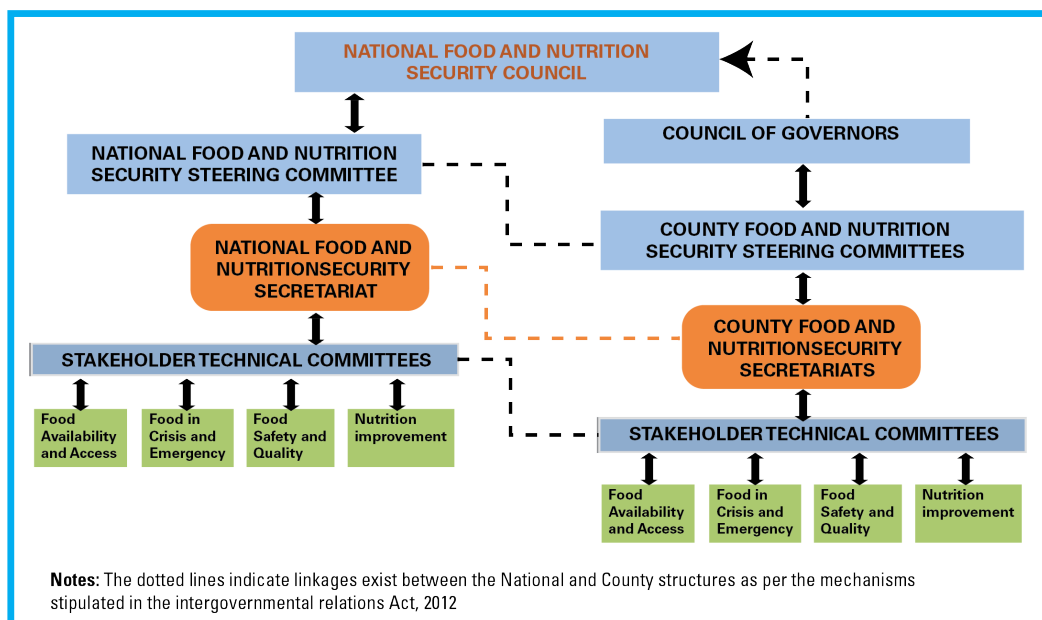 NATIONAL FOOD AND NUTRITION
SECURITY COUNCIL
COUNCIL OF GOVERNORS
NATIONAL FOOD AND NUTRITION
SECURITY STEERING COMMITTEE
COUNTY FOOD AND NUTRITION
SECURITY STEERING COMMITTEES
NATIONAL FOOD AND
NUTRITIONSECURITY
SECRETARIAT
COUNTY FOOD AND
NUTRITIONSECURITY
SECRETARIATS
STAKEHOLDER TECHNICAL COMMITTEES
Food
Availability
and Access
Food in
Crisis and
Emergency
Food
Safety and
Quality
Nutrition
improvement
STAKEHOLDER TECHNICAL COMMITTEES
Food
Availability
and Access
Food in
Crisis and
Emergency
Food
Safety and
Quality
Nutrition
improvement
Notes: The dotted lines indicate linkages exist between the National and County structures as per the mechanisms
stipulated in the intergovernmental relations Act, 2012